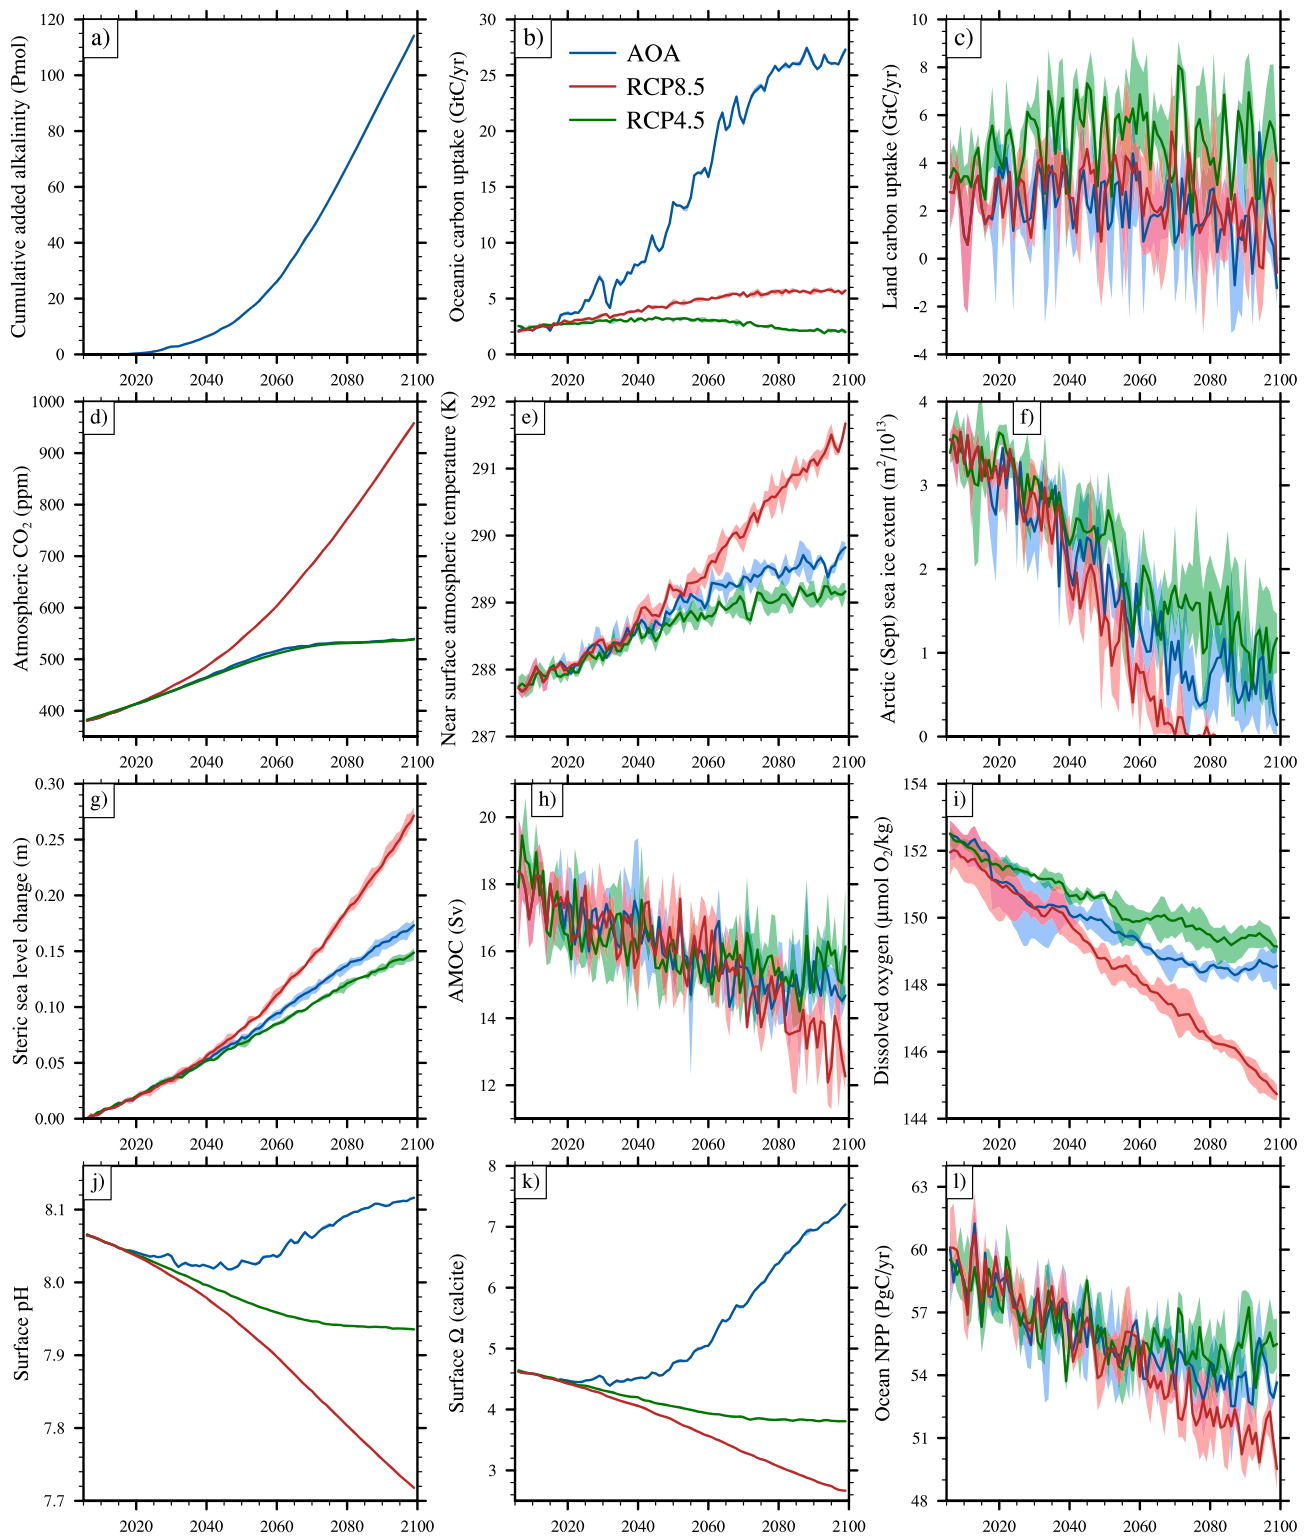 a)
Cumulative added alkalinity (Pmol)
120
100
80
60
40
20
0
2020 2040 2060 2080 2100
b)
AOA
RCP8.5
RCP4.5
Oceanic carbon uptake (GtC/yr)
30
25
20
15
10
5
0
2020 2040 2060 2080 2100
c)
Land carbon uptake (GtC/yr)
10
8
6
4
2
0
-2
-4
2020 2040 2060 2080 2100
d)
Atmospheric CO₂ (ppm)
1000
900
800
700
600
500
400
2020 2040 2060 2080 2100
e)
Near surface atmospheric temperature (K)
292
291
290
289
288
287
2020 2040 2060 2080 2100
f)
Arctic (Sept) sea ice extent (m²/10¹³)
4
3
2
1
0
2020 2040 2060 2080 2100
g)
Steric sea level change (m)
0.30
0.25
0.20
0.15
0.10
0.05
0.00
2020 2040 2060 2080 2100
h)
AMOC (Sv)
20
18
16
14
12
2020 2040 2060 2080 2100
i)
Dissolved oxygen (µmol O₂/kg)
154
152
150
148
146
144
2020 2040 2060 2080 2100
j)
Surface pH
8.1
8.0
7.9
7.8
7.7
2020 2040 2060 2080 2100
k)
Surface Ω (calcite)
8
7
6
5
4
3
2020 2040 2060 2080 2100
l)
Ocean NPP (PgC/yr)
63
60
57
54
51
48
2020 2040 2060 2080 2100